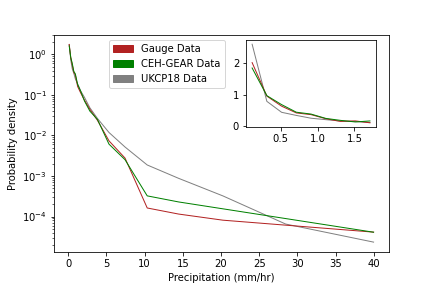 Gauge Data
CEH-GEAR Data
UKCP18 Data
Probability density
10⁰
10⁻¹
10⁻²
10⁻³
10⁻⁴
2
1
0
0.5 1.0 1.5
0 5 10 15 20 25 30 35 40
Precipitation (mm/hr)